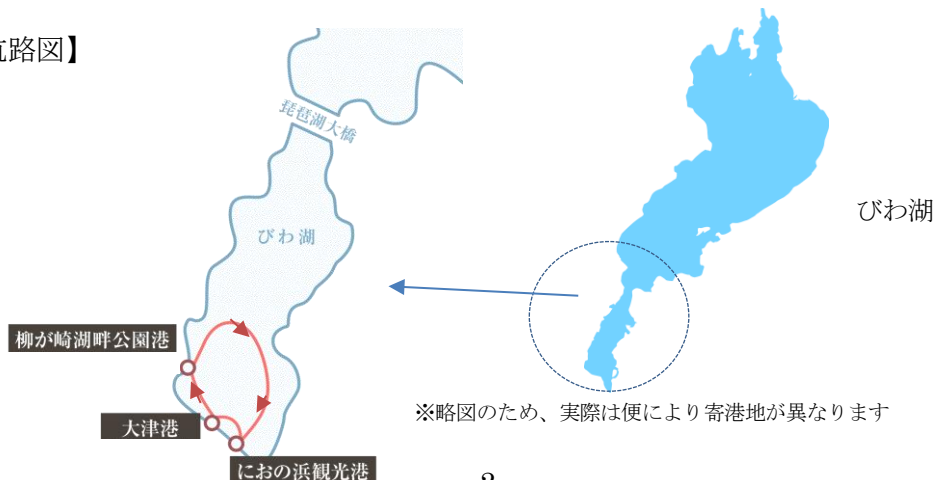 航路図】
琵琶湖大橋
びわ湖
びわ湖
柳が崎湖畔公園港
※略図のため、実際は便により寄港地が異なります
大津港
におの浜観光港